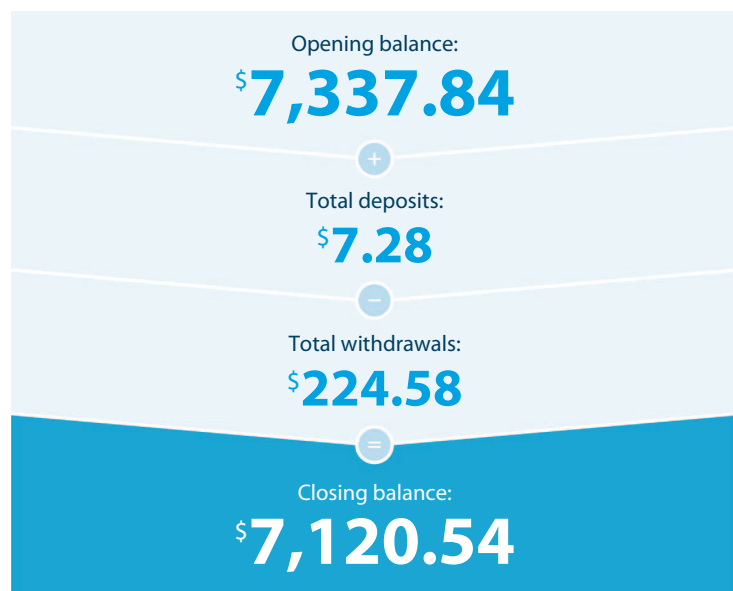 Opening balance:
$7,337.84
+
Total deposits:
$7.28
−
Total withdrawals:
$224.58
=
Closing balance:
$7,120.54